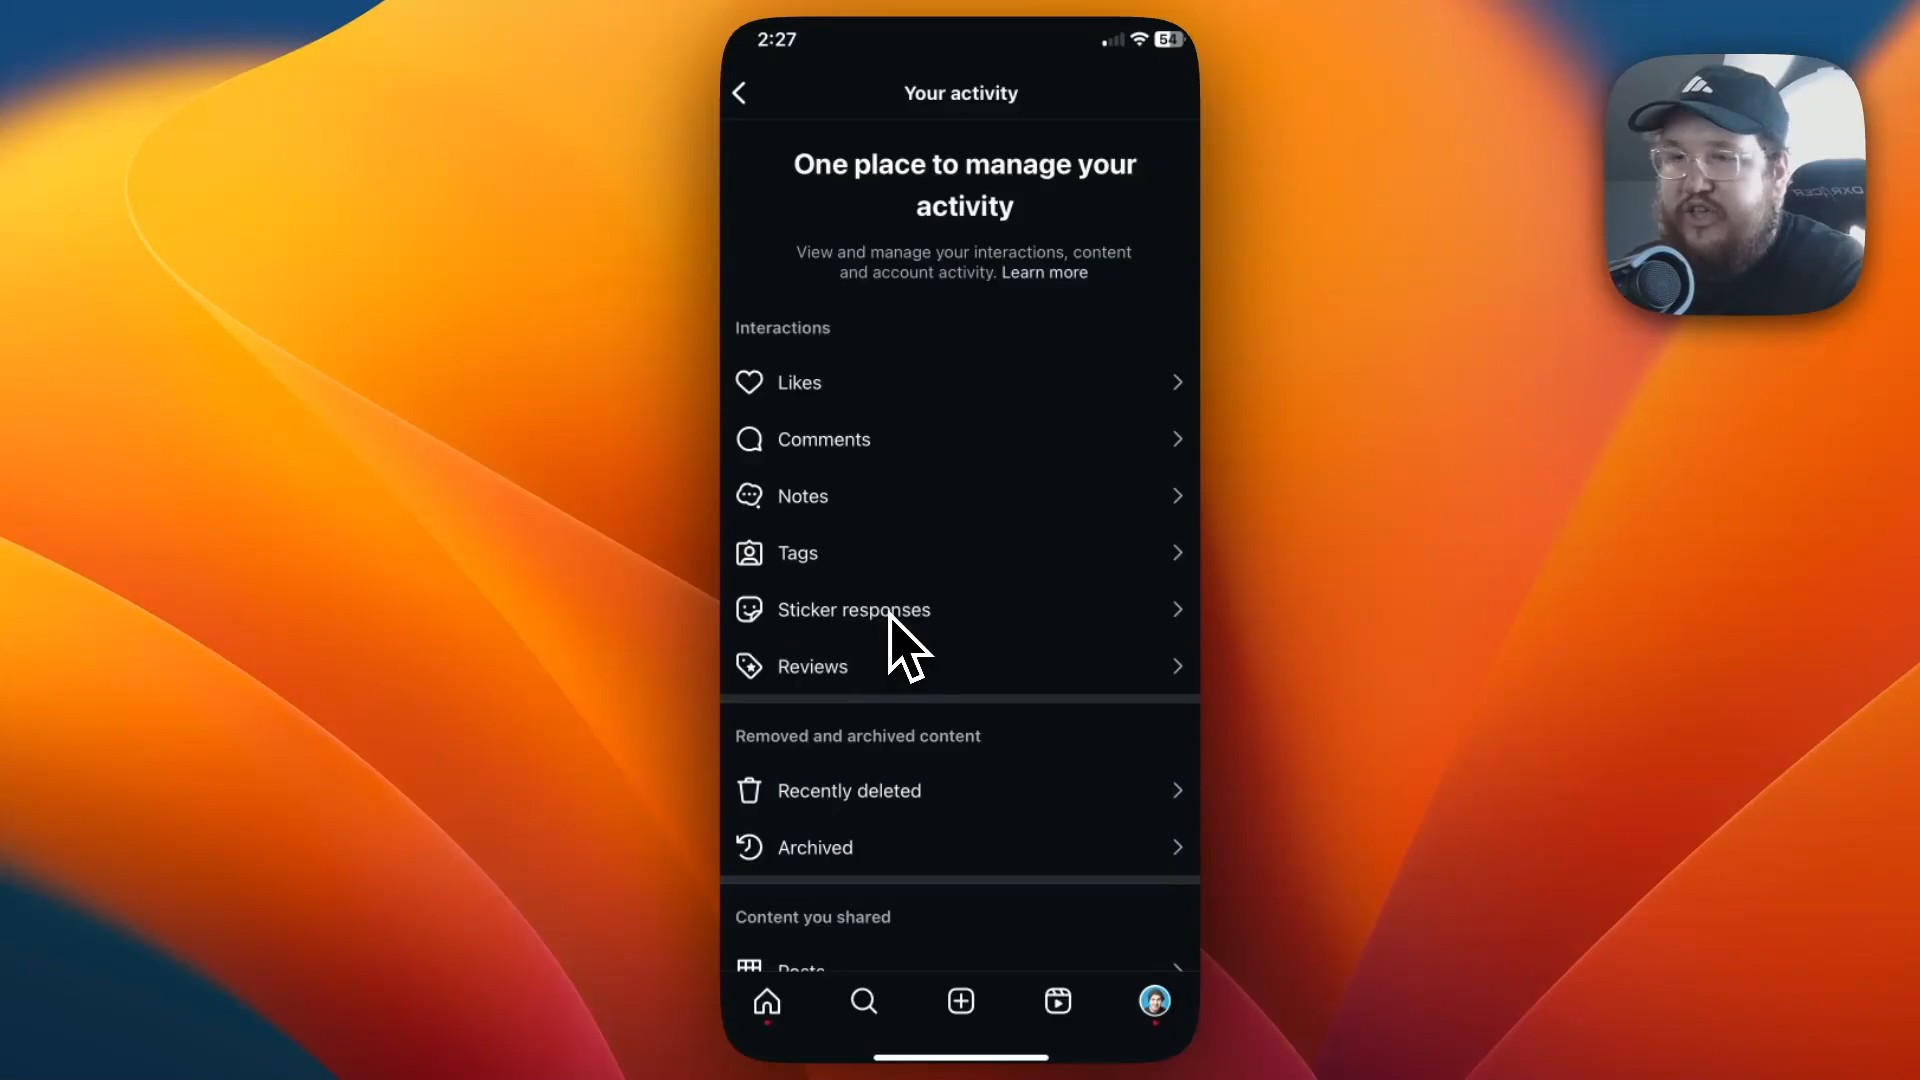 2:27
54
Your activity
One place to manage your
activity
View and manage your interactions, content
and account activity. Learn more
Interactions
Likes
Comments
Notes
Tags
Sticker responses
Reviews
Removed and archived content
Recently deleted
Archived
Content you shared
Posts